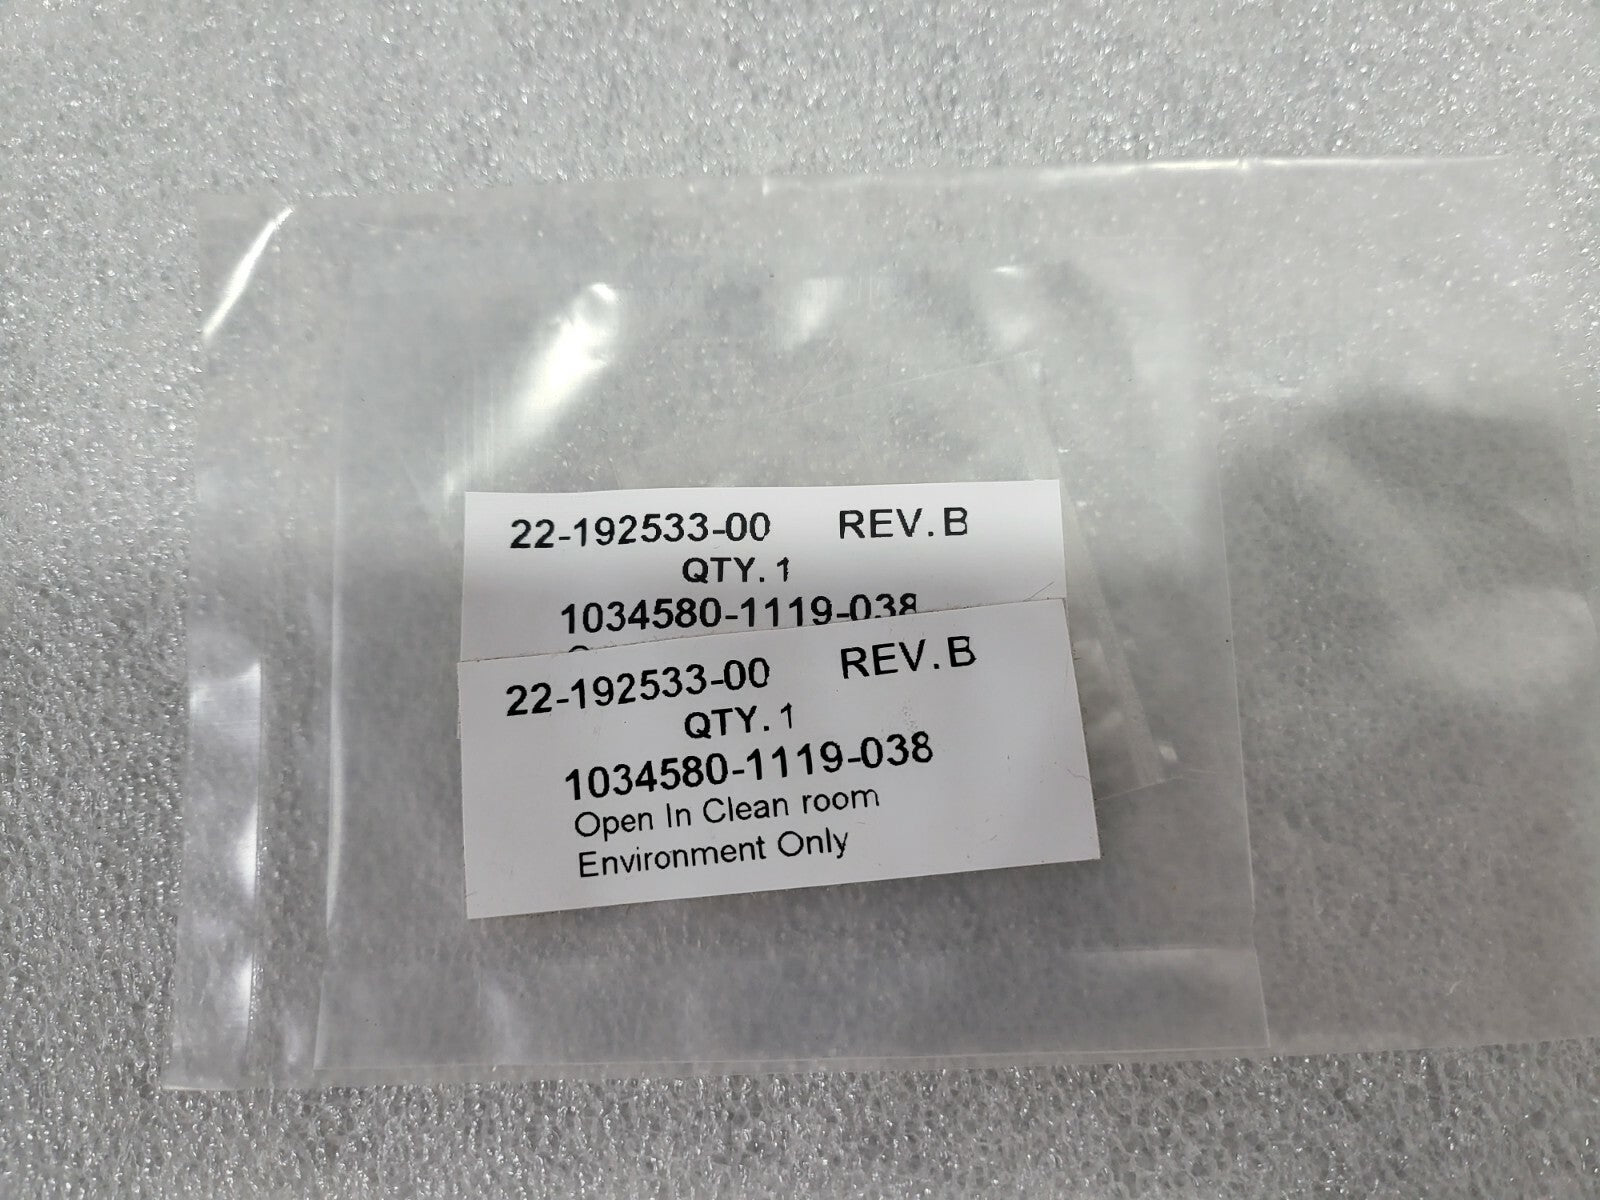 22-192533-00 REV. B
QTY. 1
1034580-1119-038
22-192533-00 REV. B
QTY. 1
1034580-1119-038
Open In Clean room
Environment Only